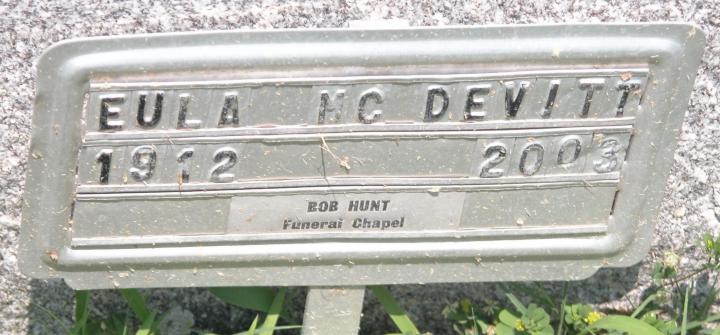 EULA MC DEVITT
1912 2003
BOB HUNT
Funeral Chapel